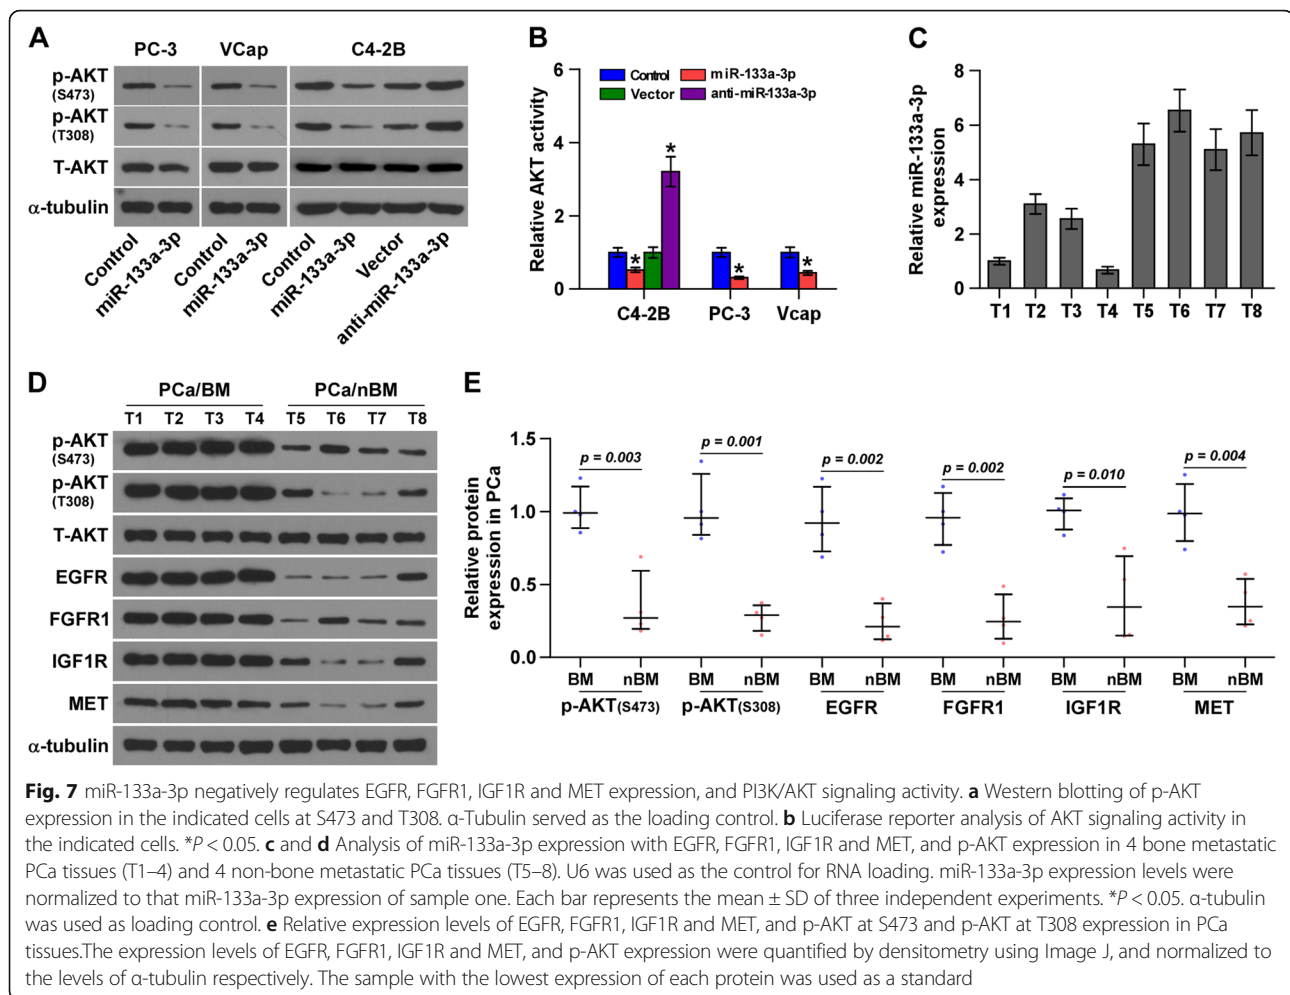 A
PC-3 VCap C4-2B
p-AKT
(S473)
p-AKT
(T308)
T-AKT
α-tubulin
Control
miR-133a-3p
Control
miR-133a-3p
Control
miR-133a-3p
Vector
anti-miR-133a-3p
B
Relative AKT activity
6
4
2
0
Control miR-133a-3p
Vector anti-miR-133a-3p
*
*
*
*
C4-2B PC-3 Vcap
C
Relative miR-133a-3p
expression
8
6
4
2
0
T1 T2 T3 T4 T5 T6 T7 T8
D
PCa/BM PCa/nBM
T1 T2 T3 T4 T5 T6 T7 T8
p-AKT
(S473)
p-AKT
(T308)
T-AKT
EGFR
FGFR1
IGF1R
MET
α-tubulin
E
Relative protein
expression in PCa
1.5
1.0
0.5
0.0
p = 0.003 p = 0.001 p = 0.002 p = 0.002 p = 0.010 p = 0.004
BM nBM BM nBM BM nBM BM nBM BM nBM BM nBM
p-AKT(S473) p-AKT(S308) EGFR FGFR1 IGF1R MET
Fig. 7 miR-133a-3p negatively regulates EGFR, FGFR1, IGF1R and MET expression, and PI3K/AKT signaling activity. a Western blotting of p-AKT
expression in the indicated cells at S473 and T308. α-Tubulin served as the loading control. b Luciferase reporter analysis of AKT signaling activity in
the indicated cells. *P < 0.05. c and d Analysis of miR-133a-3p expression with EGFR, FGFR1, IGF1R and MET, and p-AKT expression in 4 bone metastatic
PCa tissues (T1–4) and 4 non-bone metastatic PCa tissues (T5–8). U6 was used as the control for RNA loading. miR-133a-3p expression levels were
normalized to that miR-133a-3p expression of sample one. Each bar represents the mean ± SD of three independent experiments. *P < 0.05. α-tubulin
was used as loading control. e Relative expression levels of EGFR, FGFR1, IGF1R and MET, and p-AKT at S473 and p-AKT at T308 expression in PCa
tissues.The expression levels of EGFR, FGFR1, IGF1R and MET, and p-AKT expression were quantified by densitometry using Image J, and normalized to
the levels of α-tubulin respectively. The sample with the lowest expression of each protein was used as a standard